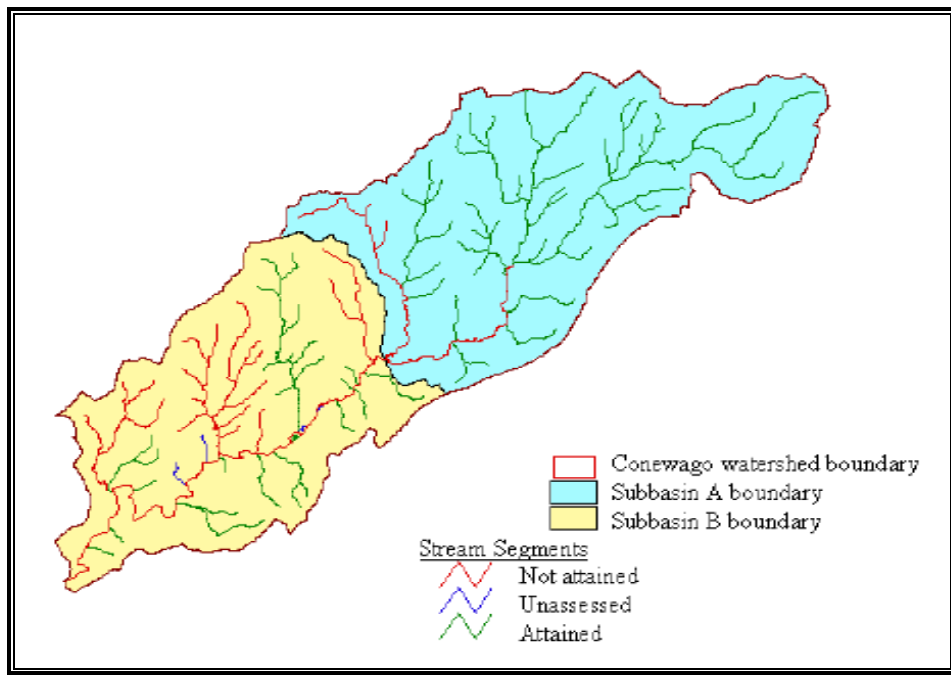 Conewago watershed boundary
Subbasin A boundary
Subbasin B boundary
Stream Segments
Not attained
Unassessed
Attained